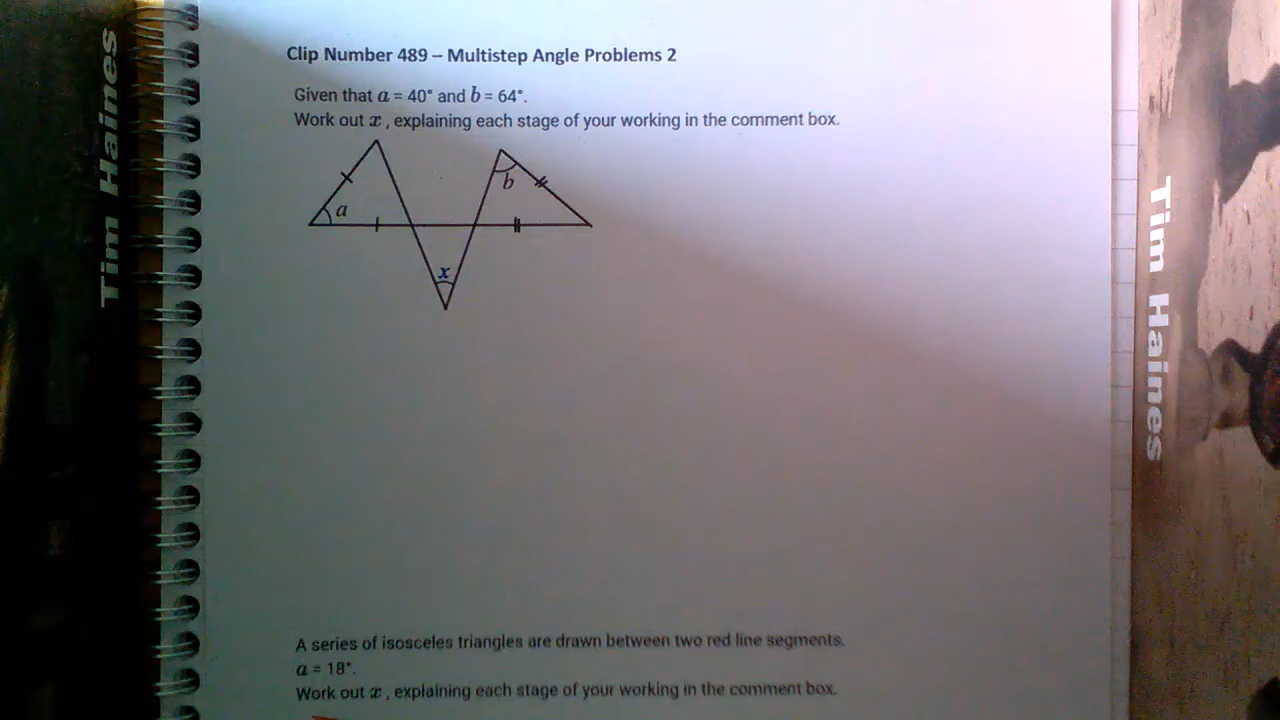 Clip Number 489 – Multistep Angle Problems 2
Given that a = 40° and b = 64°.
Work out x , explaining each stage of your working in the comment box.
b
a
x
A series of isosceles triangles are drawn between two red line segments.
a = 18°.
Work out x , explaining each stage of your working in the comment box.
Tim Haines
Tim Haines